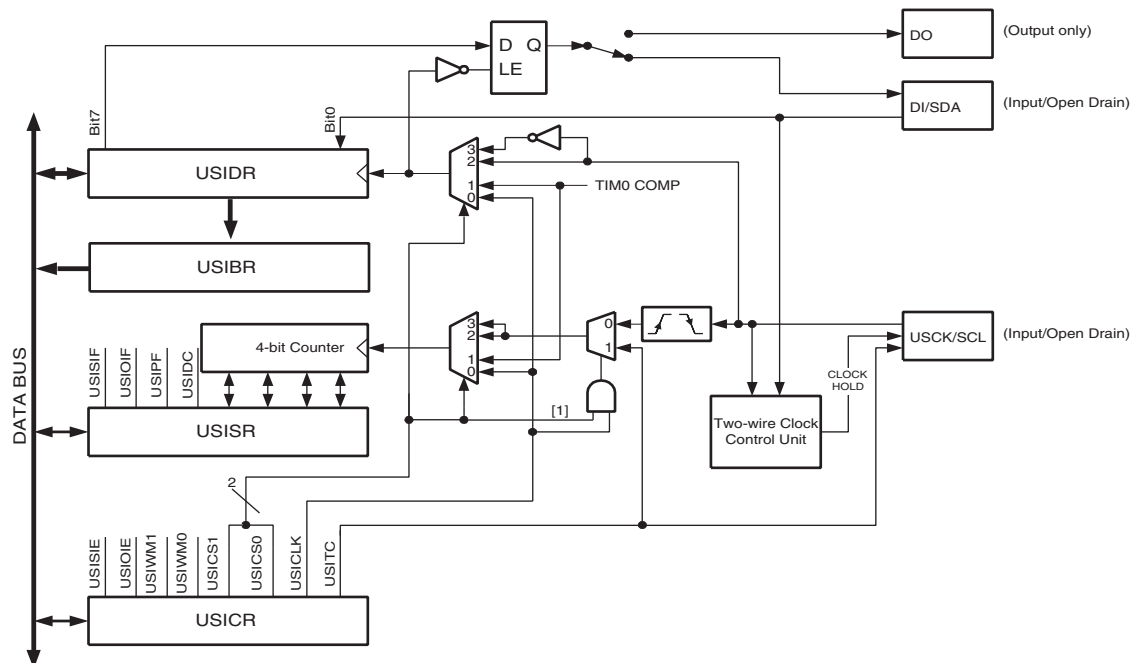 DO
(Output only)
D Q
LE
DI/SDA
(Input/Open Drain)
Bit7
Bit0
USIDR
3
2
1
0
TIM0 COMP
USIBR
DATA BUS
4-bit Counter
3
2
1
0
0
1
USCK/SCL
(Input/Open Drain)
CLOCK
HOLD
USISIF
USIOIF
USIPF
USIDC
[1]
Two-wire Clock
Control Unit
USISR
2
USISIE
USIOIE
USIWM1
USIWM0
USICS1
USICS0
USICLK
USITC
USICR